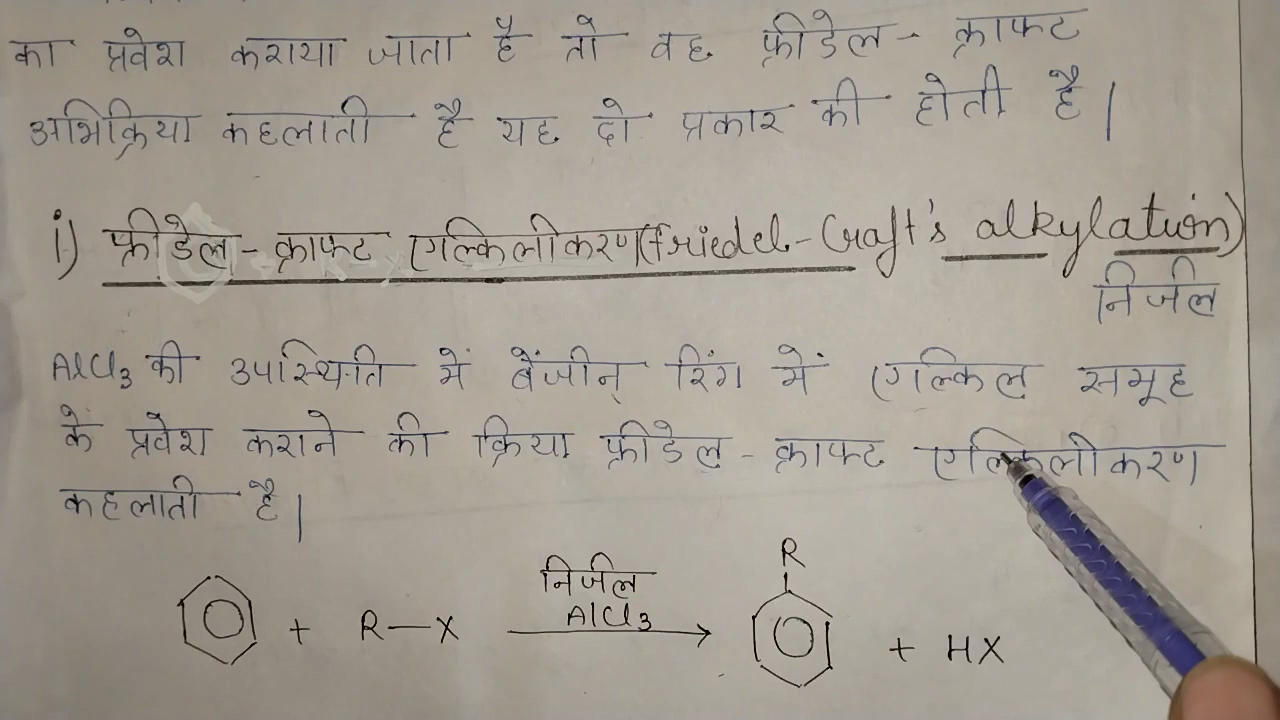 का प्रवेश कराया जाता है तो वह फ्रीडेल - क्राफ्ट
अभिक्रिया कहलाती है यह दो प्रकार की होती है |
i) फ्रीडेल - क्राफ्ट एल्किलीकरण (friedel - Craft's alkylation)
निर्जल
AlCl3 की उपस्थिति में बेंजीन् रिंग में एल्किल समूह
के प्रवेश कराने की क्रिया फ्रीडेल - क्राफ्ट एल्किलीकरण
कहलाती है |
R
निर्जल
AlCl3
+ R—X
+ HX